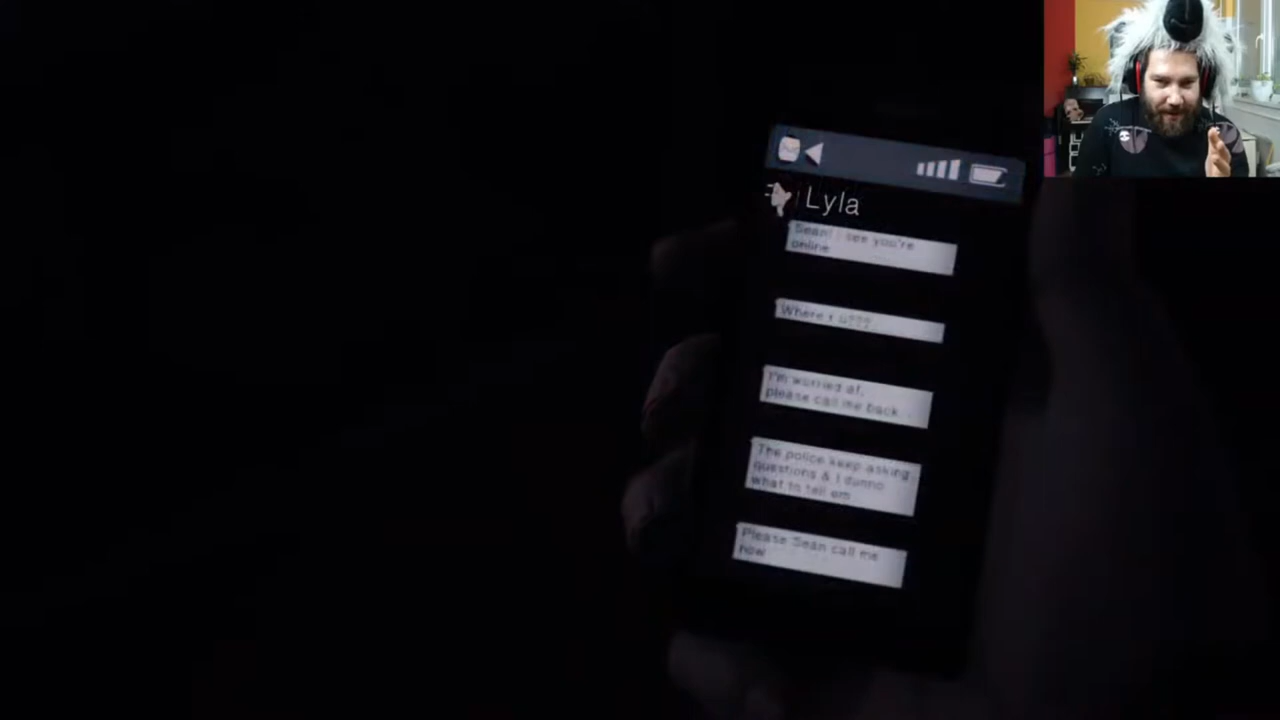 Lyla
Sean! I see you're
online
Where r u???
I'm worried af,
please call me back...
The police keep asking
questions & I dunno
what to tell em
Please Sean call me
now